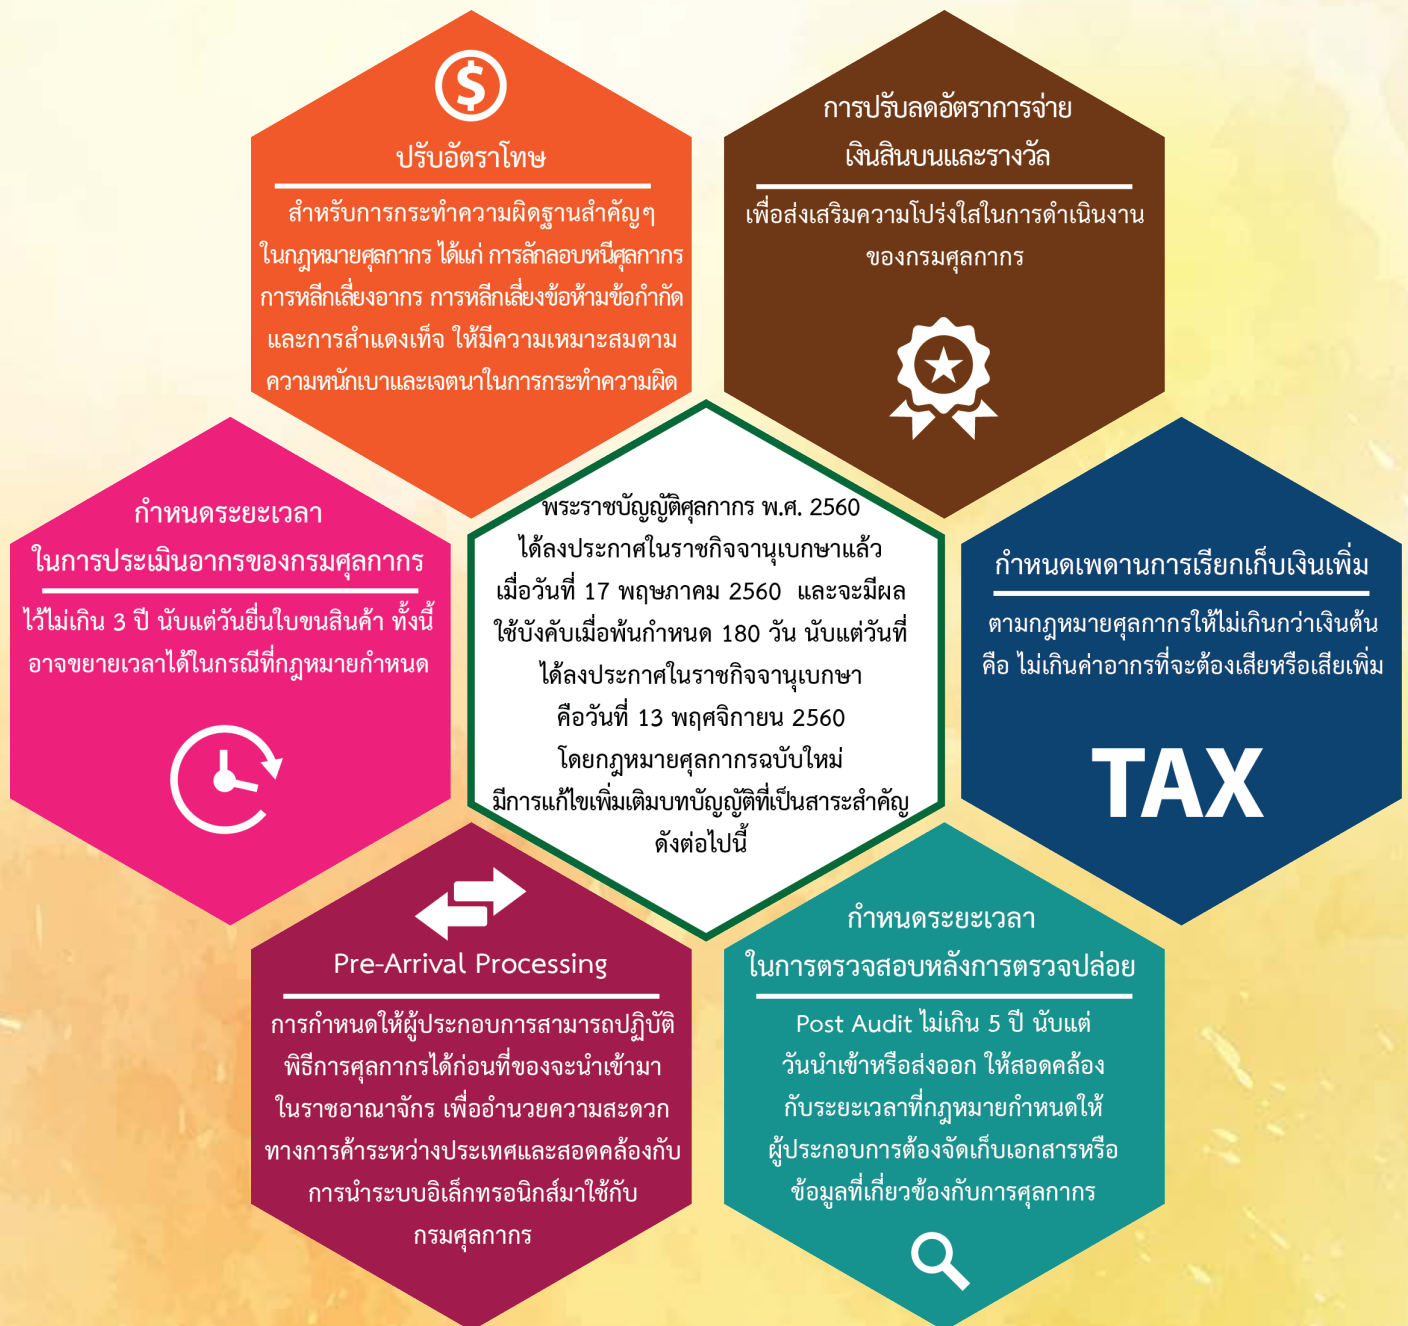 ปรับอัตราโทษ
สำหรับการกระทำความผิดฐานสำคัญๆ
ในกฎหมายศุลกากร ได้แก่ การลักลอบหนีศุลกากร
การหลีกเลี่ยงอากร การหลีกเลี่ยงข้อห้ามข้อกำกัด
และการสำแดงเท็จ ให้มีความเหมาะสมตาม
ความหนักเบาและเจตนาในการกระทำความผิด
การปรับลดอัตราการจ่าย
เงินสินบนและรางวัล
เพื่อส่งเสริมความโปร่งใสในการดำเนินงาน
ของกรมศุลกากร
กำหนดระยะเวลา
ในการประเมินอากรของกรมศุลกากร
ไว้ไม่เกิน 3 ปี นับแต่วันยื่นใบขนสินค้า ทั้งนี้
อาจขยายเวลาได้ในกรณีที่กฎหมายกำหนด
พระราชบัญญัติศุลกากร พ.ศ. 2560
ได้ลงประกาศในราชกิจจานุเบกษาแล้ว
เมื่อวันที่ 17 พฤษภาคม 2560 และจะมีผล
ใช้บังคับเมื่อพ้นกำหนด 180 วัน นับแต่วันที่
ได้ลงประกาศในราชกิจจานุเบกษา
คือวันที่ 13 พฤศจิกายน 2560
โดยกฎหมายศุลกากรฉบับใหม่
มีการแก้ไขเพิ่มเติมบทบัญญัติที่เป็นสาระสำคัญ
ดังต่อไปนี้
กำหนดเพดานการเรียกเก็บเงินเพิ่ม
ตามกฎหมายศุลกากรให้ไม่เกินกว่าเงินต้น
คือ ไม่เกินค่าอากรที่จะต้องเสียหรือเสียเพิ่ม
TAX
Pre-Arrival Processing
การกำหนดให้ผู้ประกอบการสามารถปฏิบัติ
พิธีการศุลกากรได้ก่อนที่ของจะนำเข้ามา
ในราชอาณาจักร เพื่ออำนวยความสะดวก
ทางการค้าระหว่างประเทศและสอดคล้องกับ
การนำระบบอิเล็กทรอนิกส์มาใช้กับ
กรมศุลกากร
กำหนดระยะเวลา
ในการตรวจสอบหลังการตรวจปล่อย
Post Audit ไม่เกิน 5 ปี นับแต่
วันนำเข้าหรือส่งออก ให้สอดคล้อง
กับระยะเวลาที่กฎหมายกำหนดให้
ผู้ประกอบการต้องจัดเก็บเอกสารหรือ
ข้อมูลที่เกี่ยวข้องกับการศุลกากร